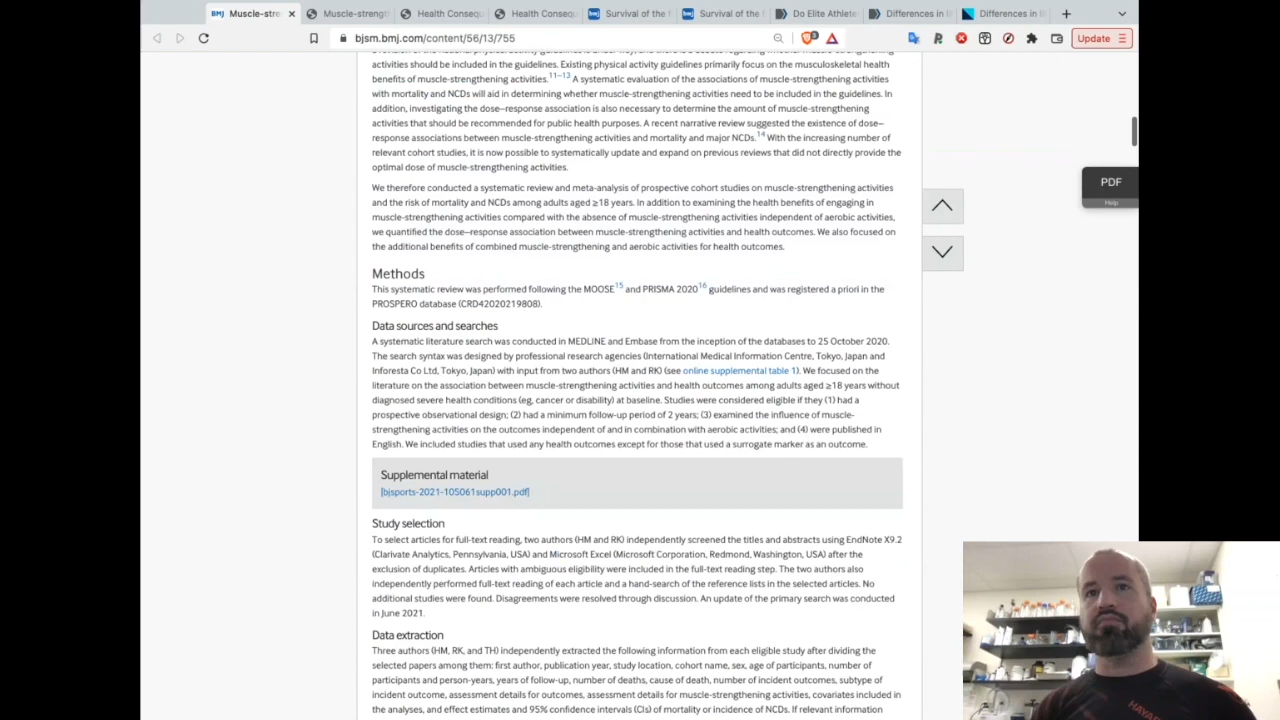 BMJ Muscle-stre
Muscle-strengt
Health Consequ
Health Consequ
bmj Survival of the f
bmj Survival of the f
Do Elite Athlete
Differences in li
Differences in li
bjsm.bmj.com/content/56/13/755
Update
activities should be included in the guidelines. Existing physical activity guidelines primarily focus on the musculoskeletal health
benefits of muscle-strengthening activities.11–13 A systematic evaluation of the associations of muscle-strengthening activities
with mortality and NCDs will aid in determining whether muscle-strengthening activities need to be included in the guidelines. In
addition, investigating the dose–response association is also necessary to determine the amount of muscle-strengthening
activities that should be recommended for public health purposes. A recent narrative review suggested the existence of dose–
response associations between muscle-strengthening activities and mortality and major NCDs.14 With the increasing number of
relevant cohort studies, it is now possible to systematically update and expand on previous reviews that did not directly provide the
optimal dose of muscle-strengthening activities.
We therefore conducted a systematic review and meta-analysis of prospective cohort studies on muscle-strengthening activities
and the risk of mortality and NCDs among adults aged ≥18 years. In addition to examining the health benefits of engaging in
muscle-strengthening activities compared with the absence of muscle-strengthening activities independent of aerobic activities,
we quantified the dose–response association between muscle-strengthening activities and health outcomes. We also focused on
the additional benefits of combined muscle-strengthening and aerobic activities for health outcomes.
Methods
This systematic review was performed following the MOOSE15 and PRISMA 202016 guidelines and was registered a priori in the
PROSPERO database (CRD42020219808).
Data sources and searches
A systematic literature search was conducted in MEDLINE and Embase from the inception of the databases to 25 October 2020.
The search syntax was designed by professional research agencies (International Medical Information Centre, Tokyo, Japan and
Inforesta Co Ltd, Tokyo, Japan) with input from two authors (HM and RK) (see online supplemental table 1). We focused on the
literature on the association between muscle-strengthening activities and health outcomes among adults aged ≥18 years without
diagnosed severe health conditions (eg, cancer or disability) at baseline. Studies were considered eligible if they (1) had a
prospective observational design; (2) had a minimum follow-up period of 2 years; (3) examined the influence of muscle-
strengthening activities on the outcomes independent of and in combination with aerobic activities; and (4) were published in
English. We included studies that used any health outcomes except for those that used a surrogate marker as an outcome.
Supplemental material
[bjsports-2021-105061supp001.pdf]
Study selection
To select articles for full-text reading, two authors (HM and RK) independently screened the titles and abstracts using EndNote X9.2
(Clarivate Analytics, Pennsylvania, USA) and Microsoft Excel (Microsoft Corporation, Redmond, Washington, USA) after the
exclusion of duplicates. Articles with ambiguous eligibility were included in the full-text reading step. The two authors also
independently performed full-text reading of each article and a hand-search of the reference lists in the selected articles. No
additional studies were found. Disagreements were resolved through discussion. An update of the primary search was conducted
in June 2021.
Data extraction
Three authors (HM, RK, and TH) independently extracted the following information from each eligible study after dividing the
selected papers among them: first author, publication year, study location, cohort name, sex, age of participants, number of
participants and person-years, years of follow-up, number of deaths, cause of death, number of incident outcomes, subtype of
incident outcome, assessment details for outcomes, assessment details for muscle-strengthening activities, covariates included in
the analyses, and effect estimates and 95% confidence intervals (CIs) of mortality or incidence of NCDs. If relevant information
PDF
Help